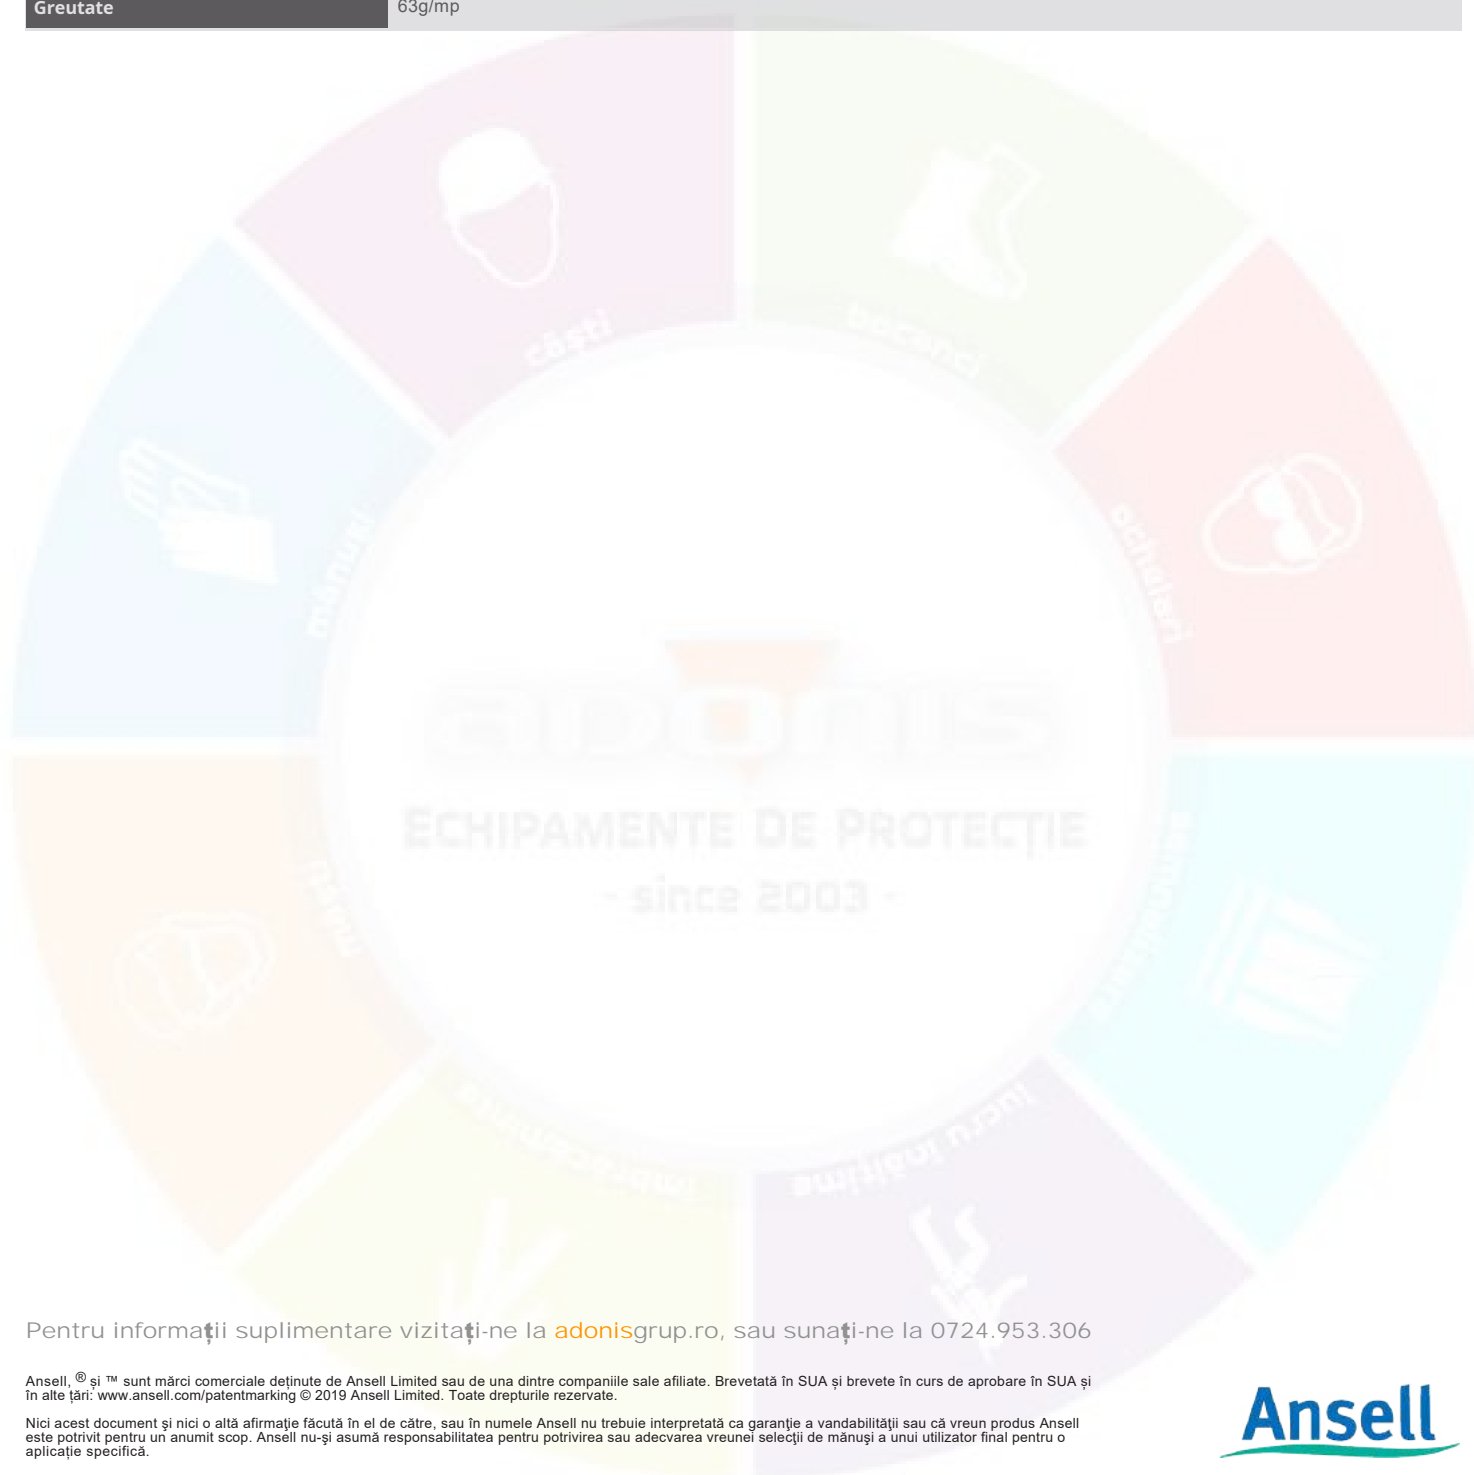 Greutate 63g/mp
căști
bocanci
mănuși
ochelari
ADONIS
ECHIPAMENTE DE PROTECȚIE
- since 2003 -
îmbrăcăminte
lucru înălțime
Pentru informații suplimentare vizitați-ne la adonisgrup.ro, sau sunați-ne la 0724.953.306
Ansell, ® și ™ sunt mărci comerciale deținute de Ansell Limited sau de una dintre companiile sale afiliate. Brevetată în SUA și brevete în curs de aprobare în SUA și
în alte țări: www.ansell.com/patentmarking © 2019 Ansell Limited. Toate drepturile rezervate.
Nici acest document şi nici o altă afirmaţie făcută în el de către, sau în numele Ansell nu trebuie interpretată ca garanţie a vandabilităţii sau că vreun produs Ansell
este potrivit pentru un anumit scop. Ansell nu-şi asumă responsabilitatea pentru potrivirea sau adecvarea vreunei selecţii de mănuşi a unui utilizator final pentru o
aplicație specifică.
Ansell